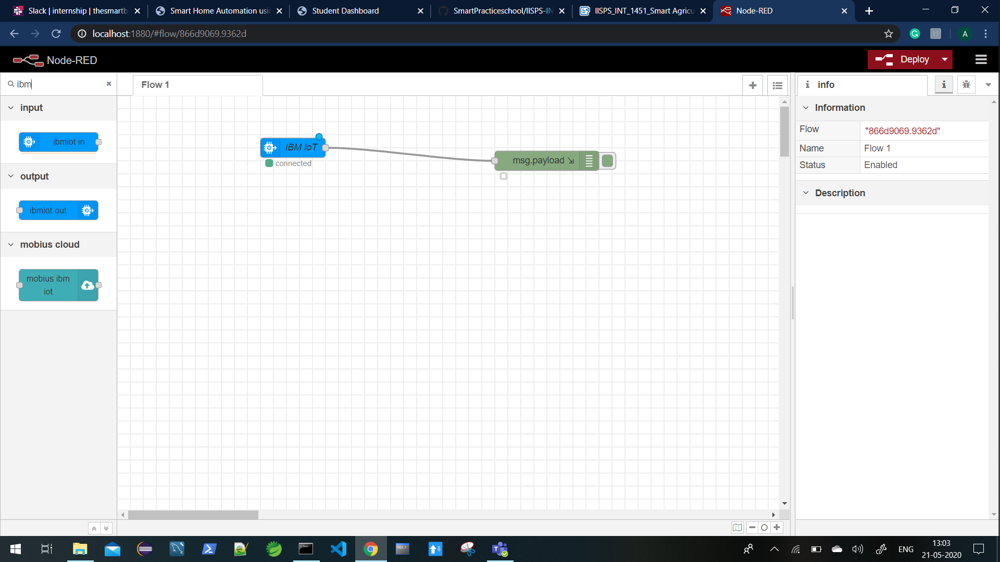 Slack | internship | thesmartb
Smart Home Automation usi
Student Dashboard
SmartPracticeschool/IISPS-IN
IISPS_INT_1451_Smart Agricu
Node-RED
localhost:1880/#flow/866d9069.9362d
A
Node-RED
Deploy
ibm
Flow 1
info
input
Information
ibmiot in
Flow
"866d9069.9362d"
IBM IoT
Name
Flow 1
connected
msg.payload
Status
Enabled
output
Description
ibmiot out
mobius cloud
mobius ibm
iot
SQL>
ENG
13:03
21-05-2020